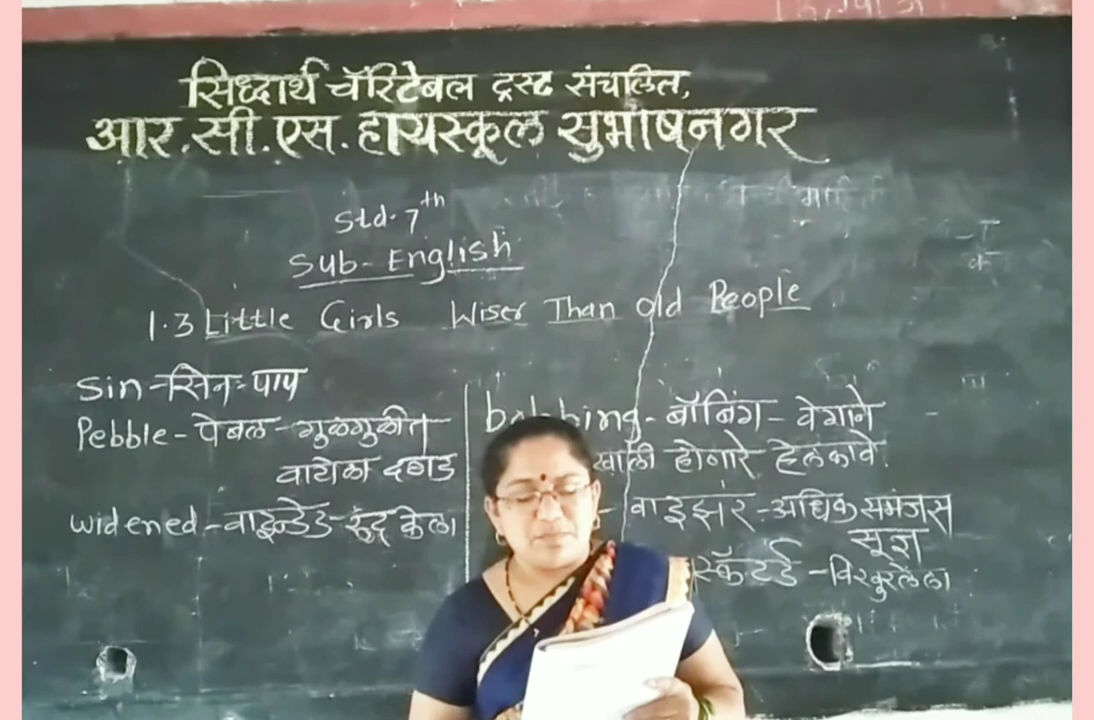 सिध्दार्थ चॅरिटेबल ट्रस्ट संचलित,
आर.सी.एस.हायस्कूल सुभाषनगर
Std-7th
Sub-English
1.3 Little Girls Wiser Than old People
Sin-सिन=पाप
Pebble-पेबल-गुळगुळीत
वाटोळा दगड
widened-वाईन्डेड-रुंद केला
bobbing-बॉबिंग-वेगाने
खाली होणारे हेलकावे.
-वाइझर-अधिक समंजस
सूज्ञ
स्कॅटर्ड-विखुरलेला